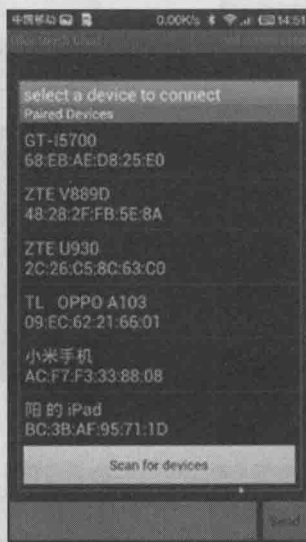 中国移动 0.00K/s 14:51
Bluetooth Chat
select a device to connect
Paired Devices
GT-I5700
68:EB:AE:D8:25:E0
ZTE V889D
48:28:2F:FB:5E:8A
ZTE U930
2C:26:C5:8C:63:C0
TL OPPO A103
09:EC:62:21:66:01
小米手机
AC:F7:F3:33:88:08
阳的 iPad
BC:3B:AF:95:71:1D
Scan for devices
Send